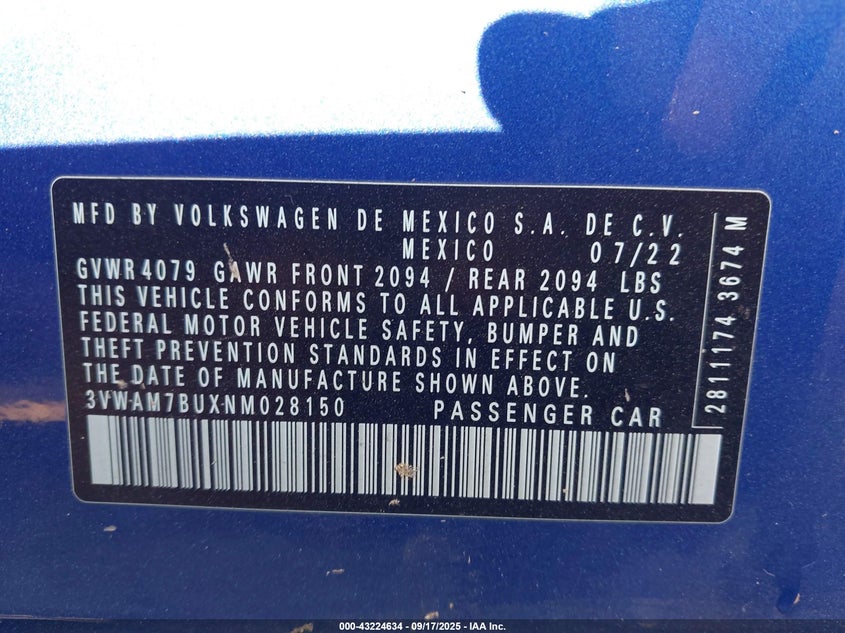 MFD BY VOLKSWAGEN DE MEXICO S.A. DE C.V.
MEXICO 07/22
GVWR 4079 GAWR FRONT 2094 / REAR 2094 LBS
THIS VEHICLE CONFORMS TO ALL APPLICABLE U.S.
FEDERAL MOTOR VEHICLE SAFETY, BUMPER AND
THEFT PREVENTION STANDARDS IN EFFECT ON
THE DATE OF MANUFACTURE SHOWN ABOVE.
3VWAM7BUXNM028150 PASSENGER CAR
2811174 3674 M
000-43224634 - 09/17/2025 - IAA Inc.